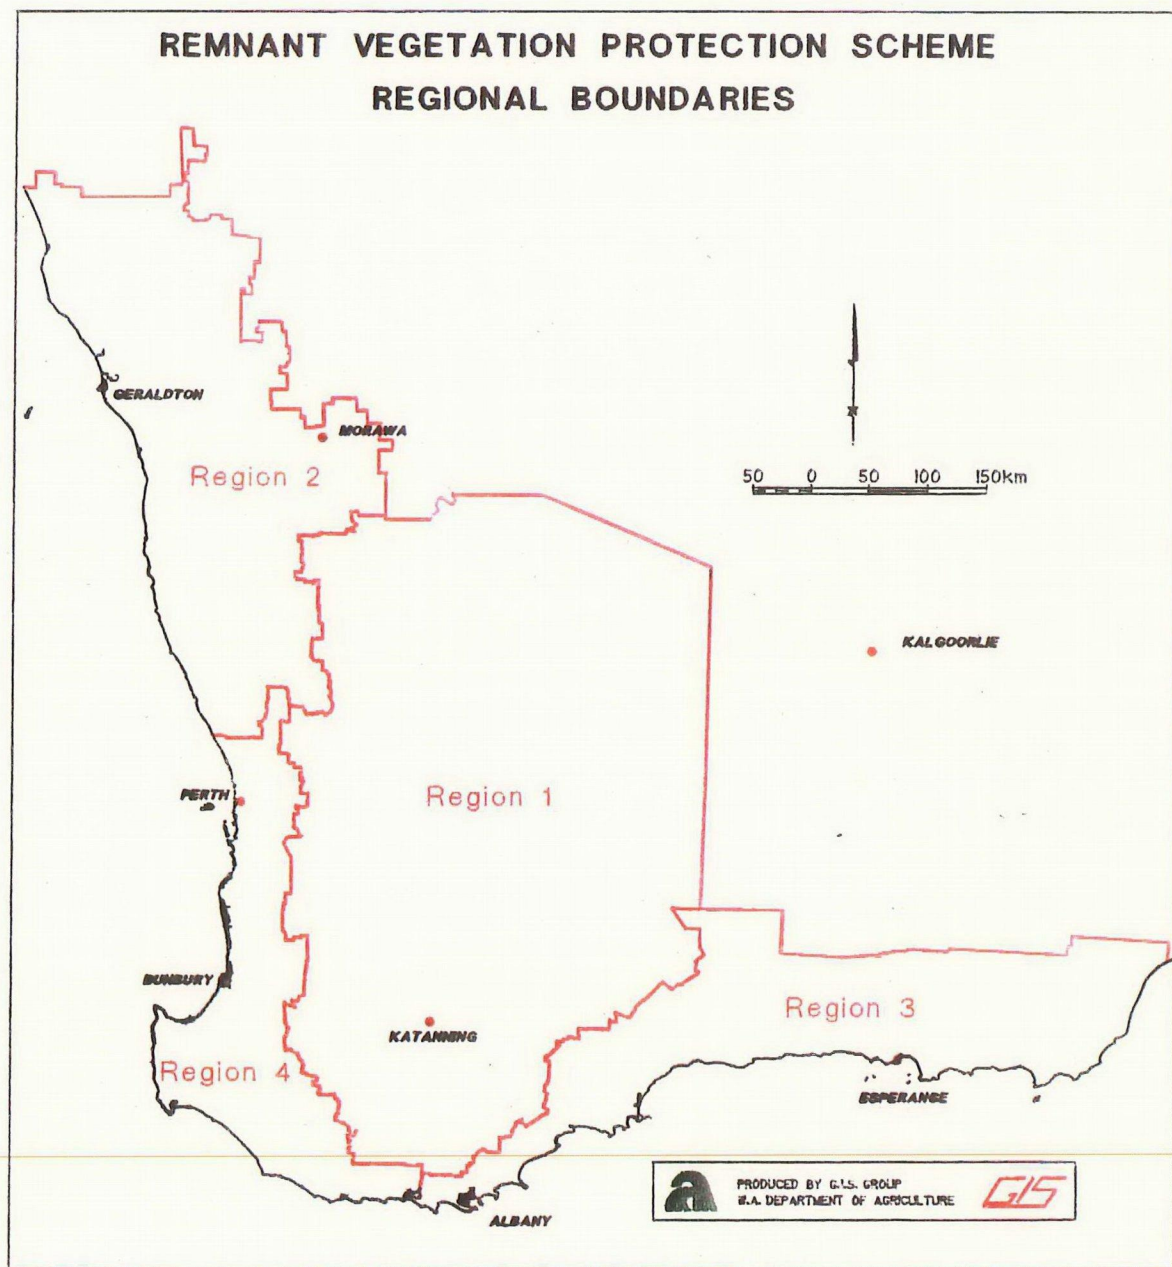 REMNANT VEGETATION PROTECTION SCHEME
REGIONAL BOUNDARIES
GERALDTON
MORAWA
Region 2
50 0 50 100 150km
KALGOORLIE
PERTH
Region 1
BUNBURY
Region 3
KATANNING
Region 4
ESPERANCE
PRODUCED BY G.I.S. GROUP
W.A. DEPARTMENT OF AGRICULTURE
GIS
ALBANY